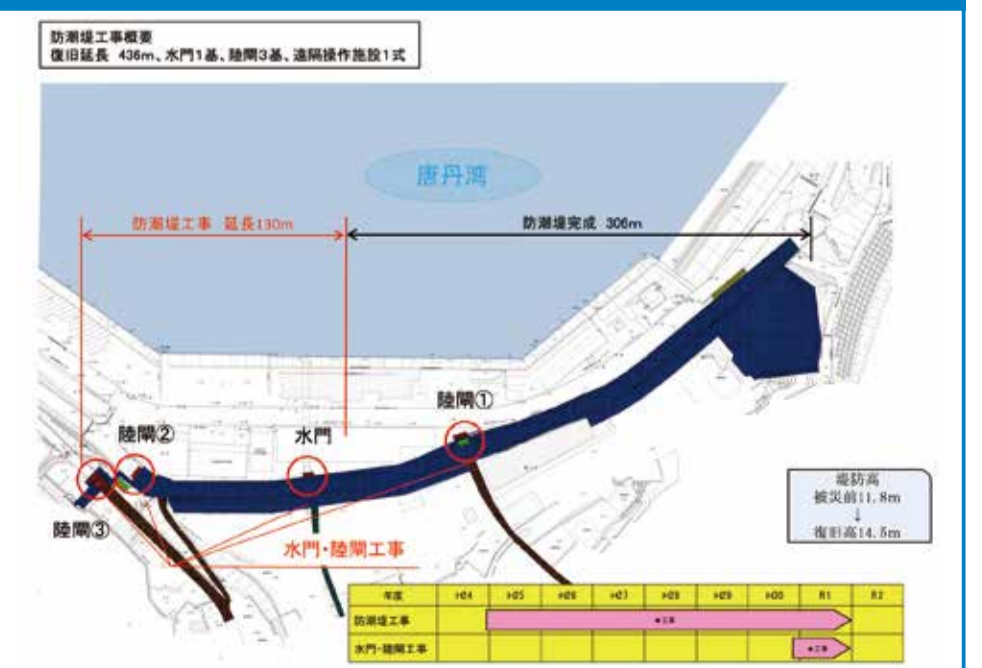 防潮堤工事概要
復旧延長 436m、水門1基、陸閘3基、遠隔操作施設1式
唐丹湾
防潮堤工事 延長130m
防潮堤完成 306m
陸閘①
陸閘②
水門
陸閘③
水門・陸閘工事
堤防高
被災前11.8m
↓
復旧高14.5m
年度 H24 H25 H26 H27 H28 H29 H30 R1 R2
防潮堤工事 工事
水門・陸閘工事 工事